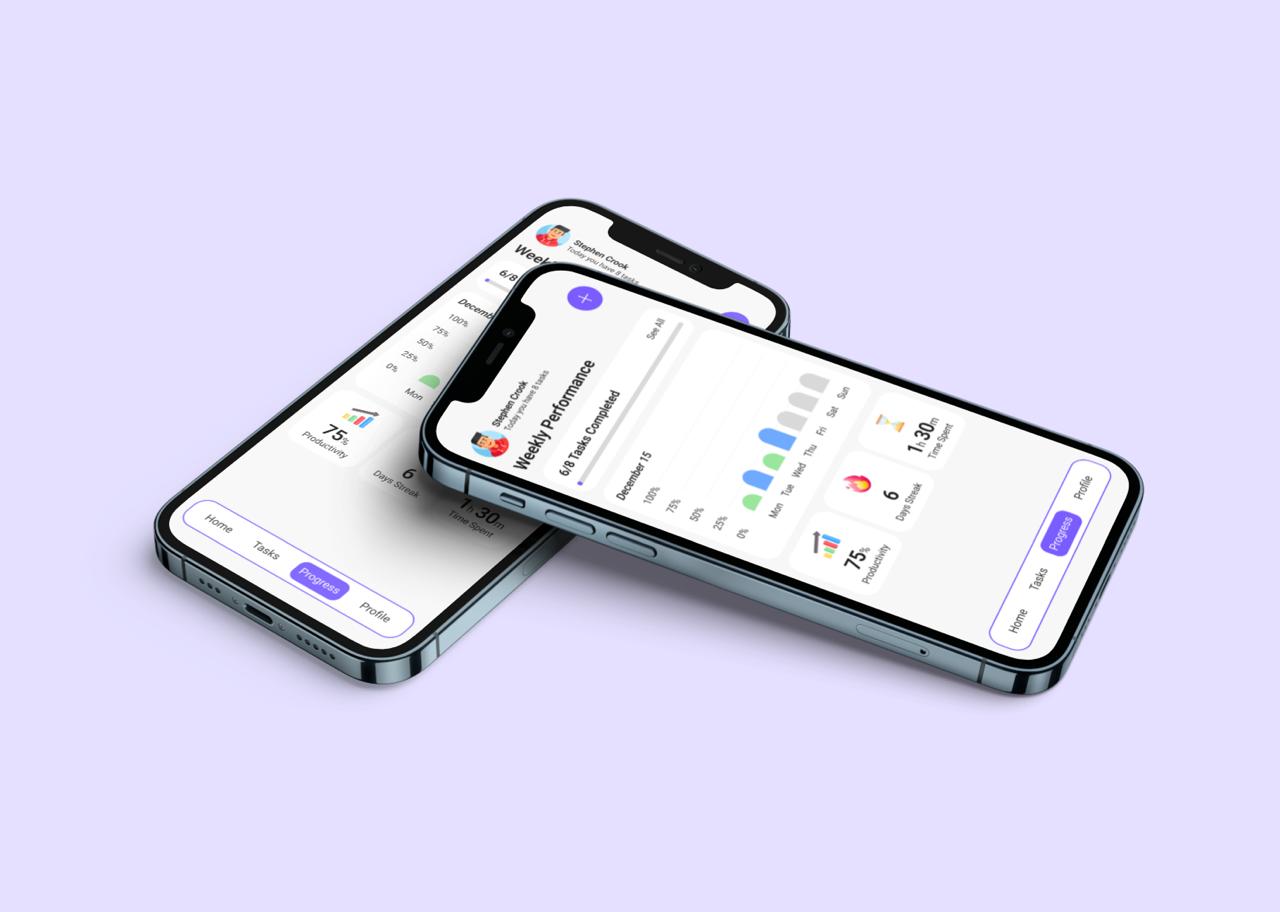 Stephen Crook
Today you have 8 tasks
6/8
100%
75%
50%
25%
0%
Mon
75%
Productivity
6
Days Streak
1h 30m
Time Spent
Home
Tasks
Progress
Profile
Stephen Crook
Today you have 8 tasks
Weekly Performance
6/8 Tasks Completed
See All
December 15
100%
75%
50%
25%
0%
Mon Tue Wed Thu Fri Sat Sun
75%
Productivity
6
Days Streak
1h 30m
Time Spent
Home
Tasks
Progress
Profile